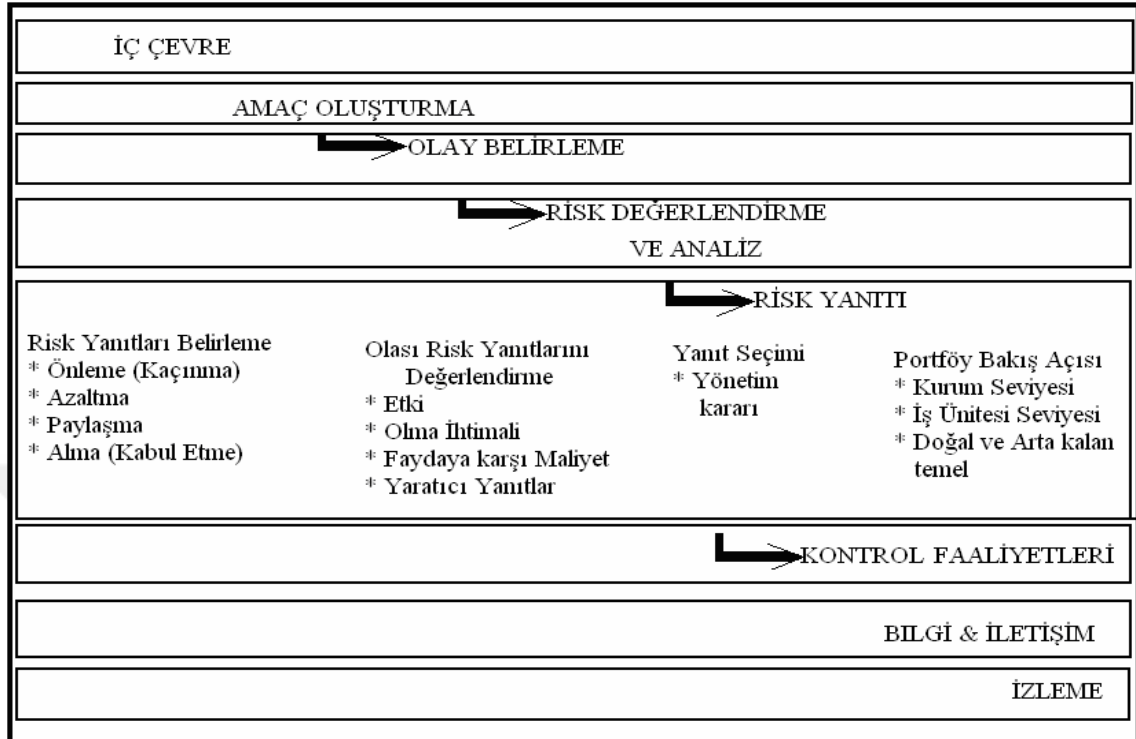 İÇ ÇEVRE
AMAÇ OLUŞTURMA
OLAY BELİRLEME
RİSK DEĞERLENDİRME
VE ANALİZ
RİSK YANITI
Risk Yanıtları Belirleme
* Önleme (Kaçınma)
* Azaltma
* Paylaşma
* Alma (Kabul Etme)
Olası Risk Yanıtlarını
Değerlendirme
* Etki
* Olma İhtimali
* Faydaya karşı Maliyet
* Yaratıcı Yanıtlar
Yanıt Seçimi
* Yönetim
kararı
Portföy Bakış Açısı
* Kurum Seviyesi
* İş Ünitesi Seviyesi
* Doğal ve Arta kalan
temel
KONTROL FAALİYETLERİ
BILGİ & İLETİŞİM
İZLEME